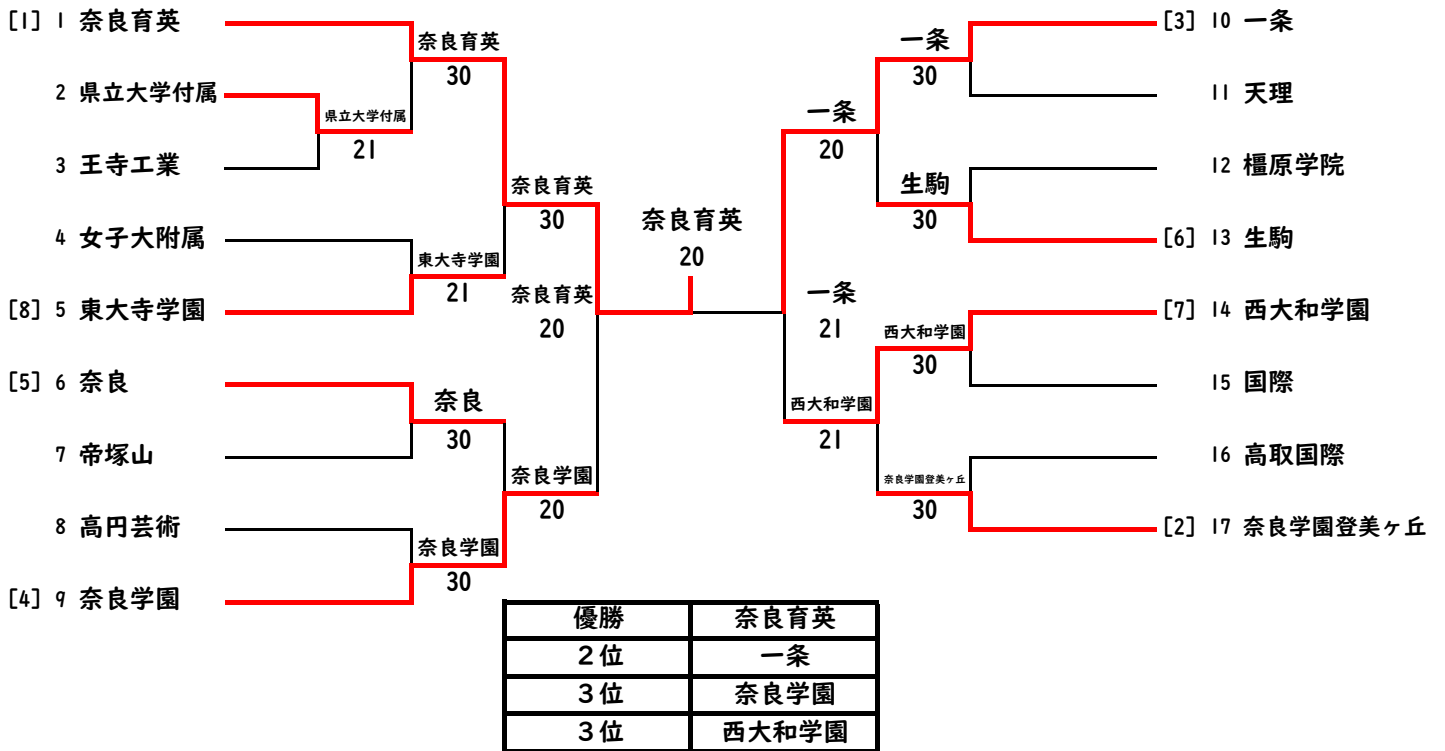 [1] 1 奈良育英
2 県立大学付属
3 王寺工業
4 女子大附属
[8] 5 東大寺学園
[5] 6 奈良
7 帝塚山
8 高円芸術
[4] 9 奈良学園
奈良育英
30
県立大学付属
21
東大寺学園
21
奈良
30
奈良学園
30
奈良育英
30
奈良学園
20
奈良育英
20
奈良育英
20
一条
20
一条
21
西大和学園
21
一条
30
生駒
30
西大和学園
30
奈良学園登美ヶ丘
30
[3] 10 一条
11 天理
12 橿原学院
[6] 13 生駒
[7] 14 西大和学園
15 国際
16 高取国際
[2] 17 奈良学園登美ヶ丘
優勝 奈良育英
２位 一条
３位 奈良学園
３位 西大和学園